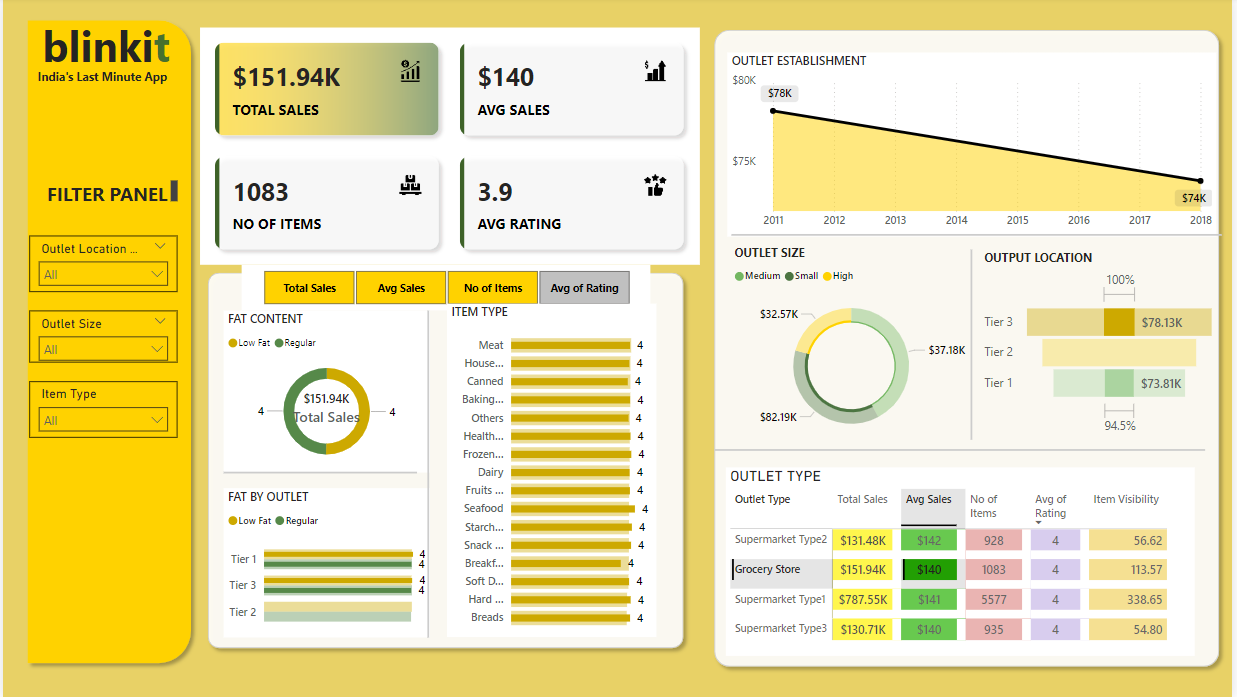 blinkit
India's Last Minute App
FILTER PANEL
Outlet Location ...
All
Outlet Size
All
Item Type
All
$151.94K
TOTAL SALES
$140
AVG SALES
1083
NO OF ITEMS
3.9
AVG RATING
Total Sales
Avg Sales
No of Items
Avg of Rating
FAT CONTENT
Low Fat Regular
4
$151.94K
Total Sales
4
FAT BY OUTLET
Low Fat Regular
Tier 1 4
4
Tier 3 4
4
Tier 2
ITEM TYPE
Meat 4
House... 4
Canned 4
Baking... 4
Others 4
Health... 4
Frozen... 4
Dairy 4
Fruits ... 4
Seafood 4
Starch... 4
Snack ... 4
Breakf... 4
Soft D... 4
Hard ... 4
Breads 4
OUTLET ESTABLISHMENT
$80K
$78K
$75K
$74K
2011 2012 2013 2014 2015 2016 2017 2018
OUTLET SIZE
Medium Small High
$32.57K
$37.18K
$82.19K
OUTPUT LOCATION
100%
Tier 3 $78.13K
Tier 2
Tier 1 $73.81K
94.5%
OUTLET TYPE
Outlet Type Total Sales Avg Sales No of Items Avg of Rating Item Visibility
Supermarket Type2 $131.48K $142 928 4 56.62
Grocery Store $151.94K $140 1083 4 113.57
Supermarket Type1 $787.55K $141 5577 4 338.65
Supermarket Type3 $130.71K $140 935 4 54.80